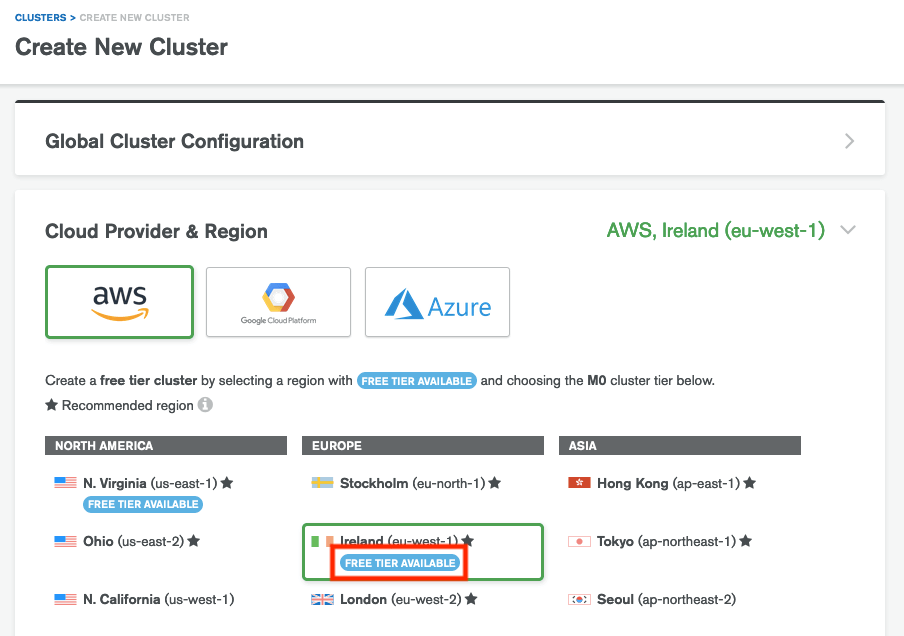 CLUSTERS > CREATE NEW CLUSTER
Create New Cluster
Global Cluster Configuration
Cloud Provider & Region
AWS, Ireland (eu-west-1)
aws
Google Cloud Platform
Azure
Create a free tier cluster by selecting a region with FREE TIER AVAILABLE and choosing the M0 cluster tier below.
★ Recommended region
NORTH AMERICA
N. Virginia (us-east-1) ★
FREE TIER AVAILABLE
Ohio (us-east-2) ★
N. California (us-west-1)
EUROPE
Stockholm (eu-north-1) ★
Ireland (eu-west-1) ★
FREE TIER AVAILABLE
London (eu-west-2) ★
ASIA
Hong Kong (ap-east-1) ★
Tokyo (ap-northeast-1) ★
Seoul (ap-northeast-2)